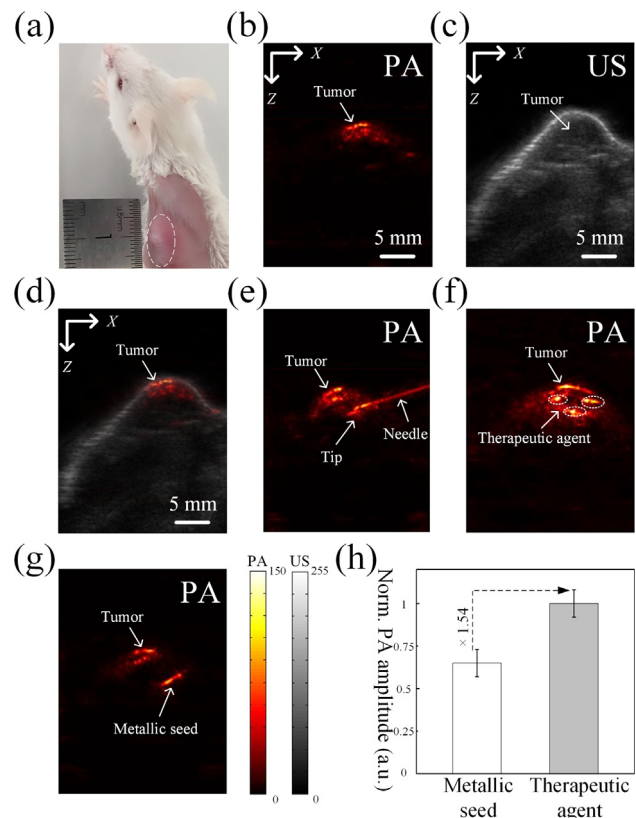 (a)
(b)
X
Z
PA
Tumor
5 mm
(c)
X
Z
US
Tumor
5 mm
(d)
X
Z
Tumor
5 mm
(e)
PA
Tumor
Tip
Needle
(f)
PA
Tumor
Therapeutic agent
(g)
PA
Tumor
Metallic seed
PA
150
0
US
255
0
(h)
Norm. PA
amplitude (a.u.)
1
0.75
0.5
0.25
0
× 1.54
Metallic
seed
Therapeutic
agent